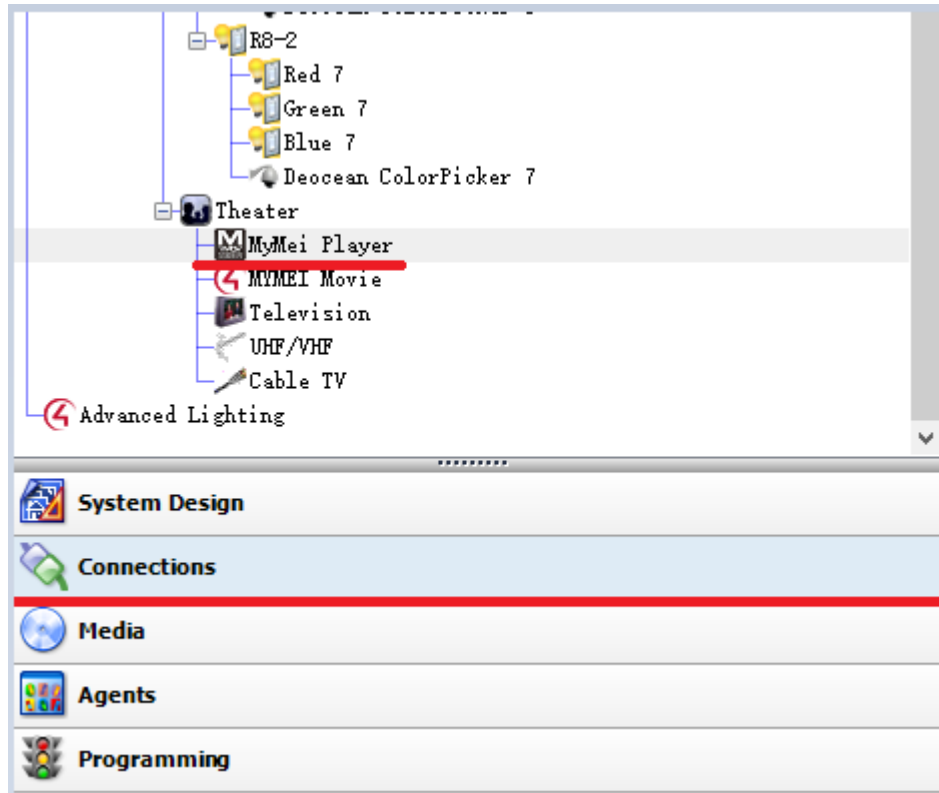 R8-2
Red 7
Green 7
Blue 7
Deocean ColorPicker 7
Theater
MyMei Player
MYMEI Movie
Television
UHF/VHF
Cable TV
Advanced Lighting
System Design
Connections
Media
Agents
Programming